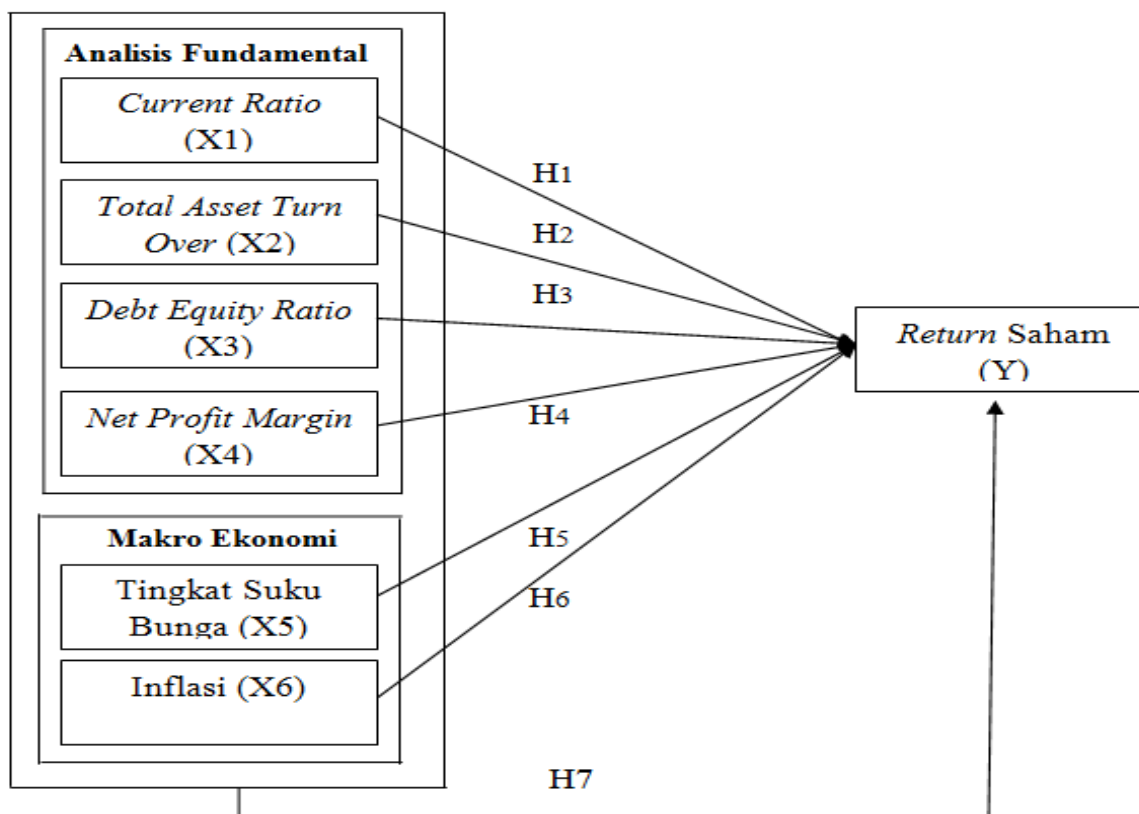 Analisis Fundamental
Current Ratio
(X1)
H1
Total Asset Turn
Over (X2)
H2
Debt Equity Ratio
(X3)
H3
Return Saham
(Y)
Net Profit Margin
(X4)
H4
Makro Ekonomi
Tingkat Suku
Bunga (X5)
H5
H6
Inflasi (X6)
H7